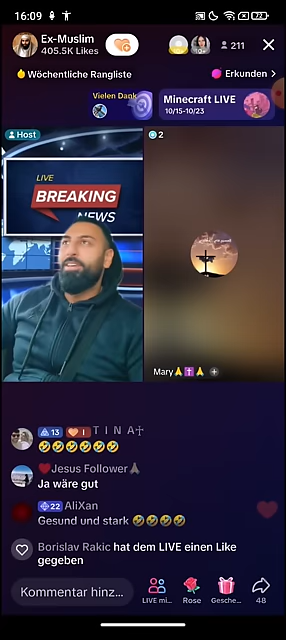 16:09
72
Ex-Muslim
405.5K Likes
10+
211
Wöchentliche Rangliste
Erkunden >
Vielen Dank
Minecraft LIVE
10/15-10/23
Host
2
LIVE
BREAKING
NEWS
Mary🙏✝️🙏 +
13 I T I N A☥
🤣🤣🤣🤣🤣🤣
❤️Jesus Follower🙏
Ja wäre gut
22 AliXan
Gesund und stark 🤣🤣🤣🤣
Borislav Rakic hat dem LIVE einen Like
gegeben
Kommentar hinz...
LIVE mi...
Rose
Gesche...
48